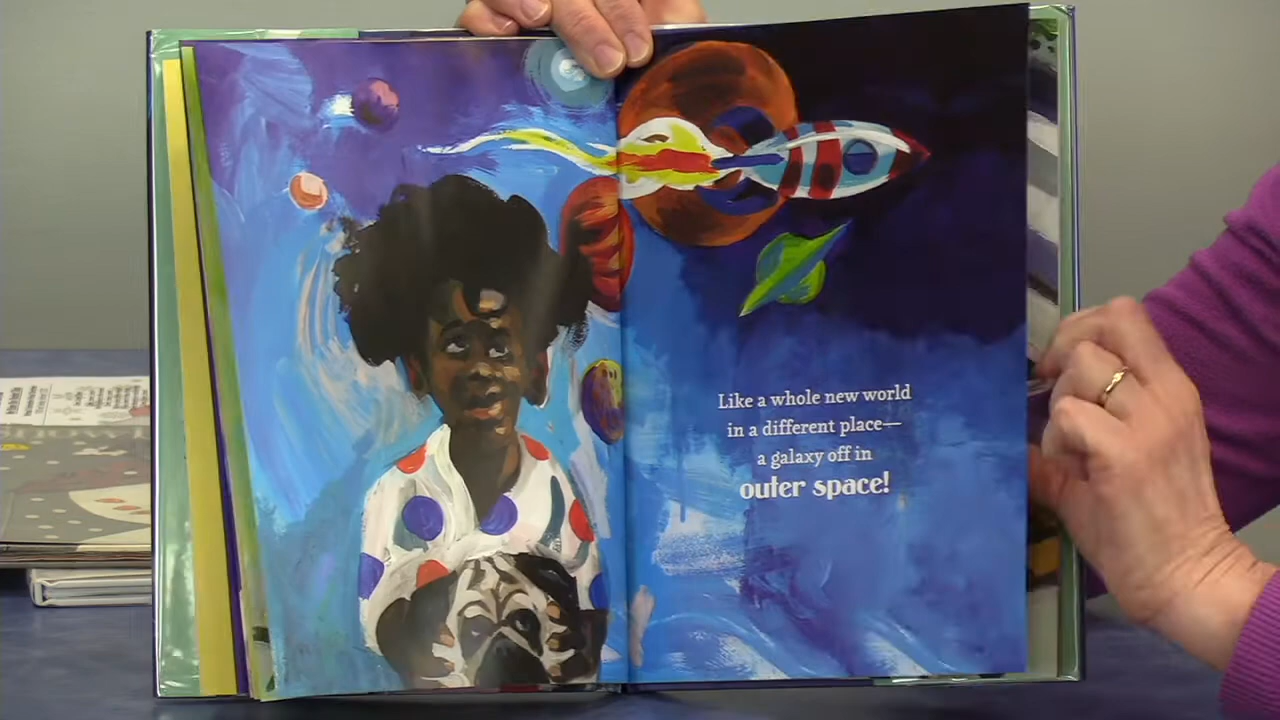 Like a whole new world
in a different place—
a galaxy off in
outer space!